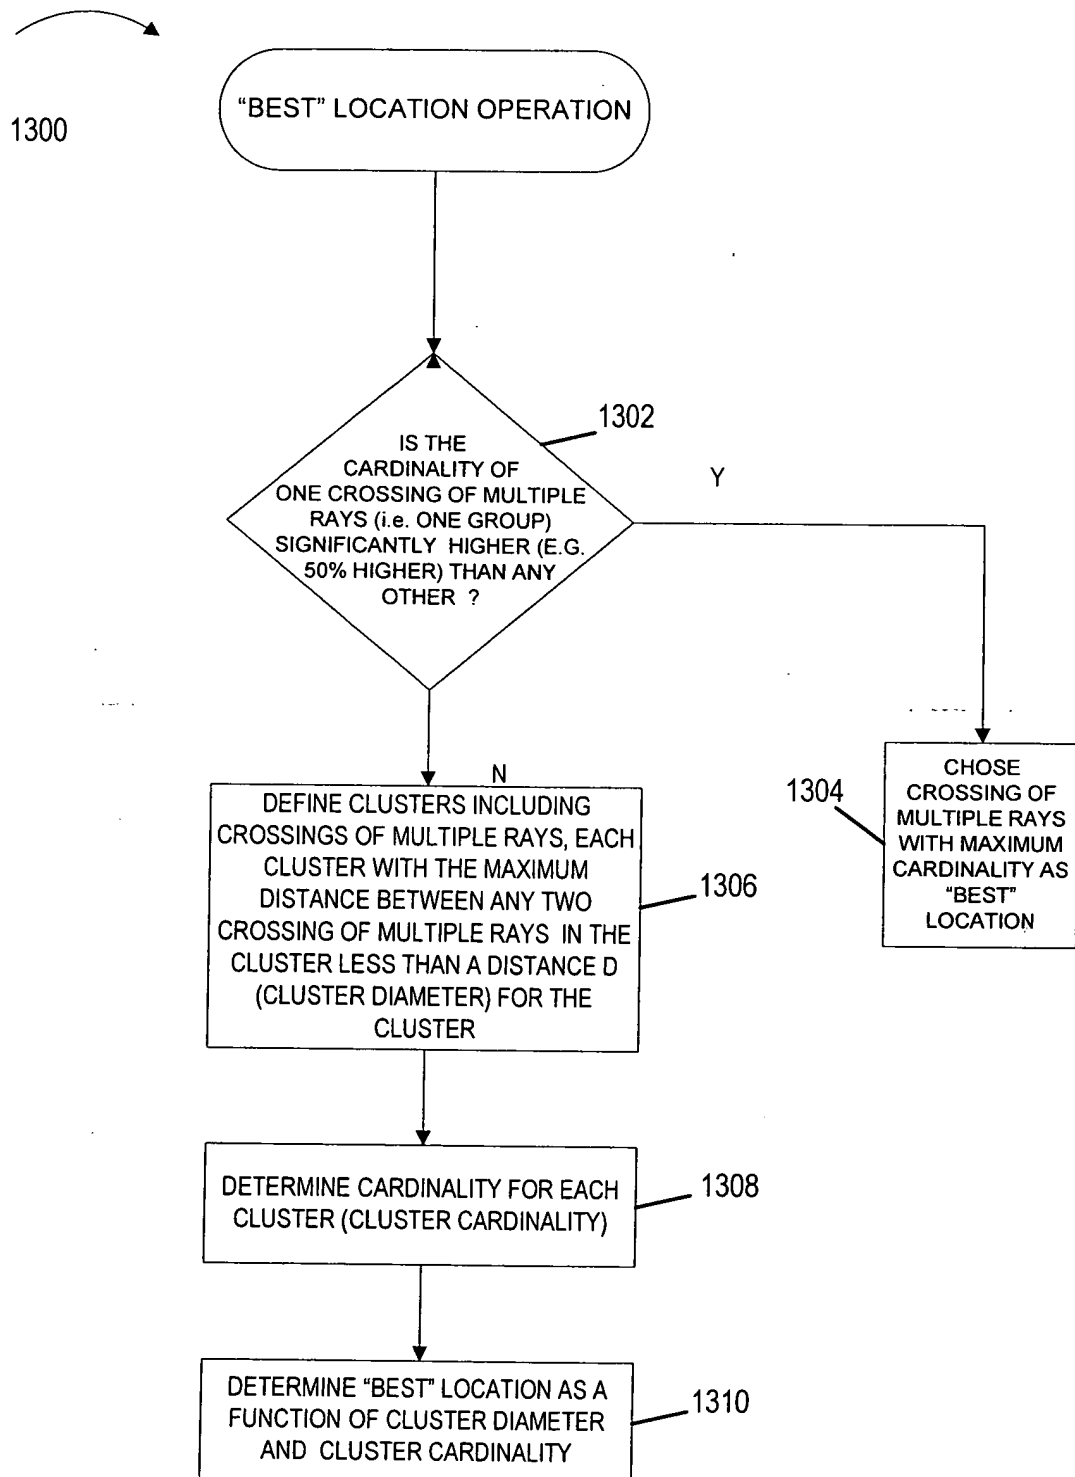 1300
“BEST” LOCATION OPERATION
1302
IS THE
CARDINALITY OF
ONE CROSSING OF MULTIPLE
RAYS (i.e. ONE GROUP)
SIGNIFICANTLY HIGHER (E.G.
50% HIGHER) THAN ANY
OTHER ?
Y
N
1304
CHOSE
CROSSING OF
MULTIPLE RAYS
WITH MAXIMUM
CARDINALITY AS
“BEST”
LOCATION
DEFINE CLUSTERS INCLUDING
CROSSINGS OF MULTIPLE RAYS, EACH
CLUSTER WITH THE MAXIMUM
DISTANCE BETWEEN ANY TWO
CROSSING OF MULTIPLE RAYS IN THE
CLUSTER LESS THAN A DISTANCE D
(CLUSTER DIAMETER) FOR THE
CLUSTER
1306
DETERMINE CARDINALITY FOR EACH
CLUSTER (CLUSTER CARDINALITY)
1308
DETERMINE “BEST” LOCATION AS A
FUNCTION OF CLUSTER DIAMETER
AND CLUSTER CARDINALITY
1310